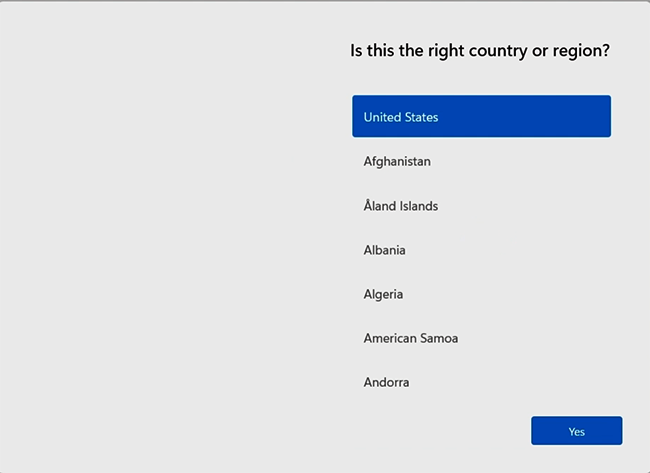 Is this the right country or region?
United States
Afghanistan
Åland Islands
Albania
Algeria
American Samoa
Andorra
Yes